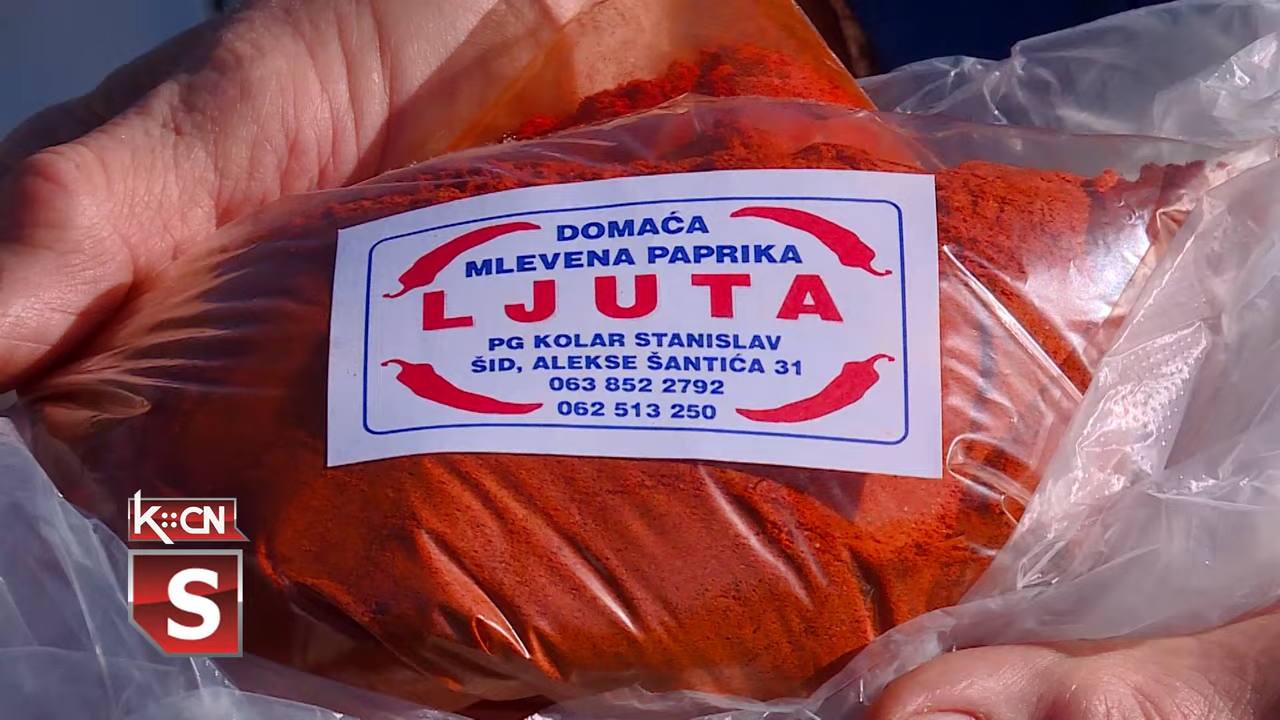 DOMAĆA
MLEVENA PAPRIKA
LJUTA
PG KOLAR STANISLAV
ŠID, ALEKSE ŠANTIĆA 31
063 852 2792
062 513 250
K::CN
S